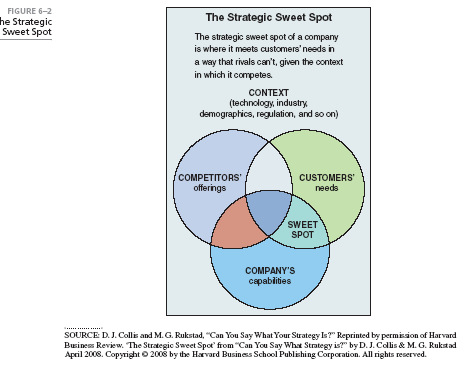 FIGURE 6–2
he Strategic
Sweet Spot
The Strategic Sweet Spot
The strategic sweet spot of a company
is where it meets customers' needs in
a way that rivals can't, given the context
in which it competes.
CONTEXT
(technology, industry,
demographics, regulation, and so on)
COMPETITORS'
offerings
CUSTOMERS'
needs
SWEET
SPOT
COMPANY'S
capabilities
SOURCE: D. J. Collis and M. G. Rukstad, "Can You Say What Your Strategy Is?" Reprinted by permission of Harvard
Business Review. 'The Strategic Sweet Spot' from "Can You Say What Strategy is?" by D. J. Collis & M. G. Rukstad
April 2008. Copyright © 2008 by the Harvard Business School Publishing Corporation. All rights reserved.